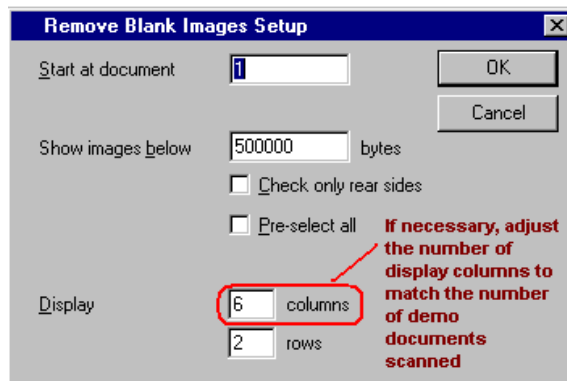 Remove Blank Images Setup
Start at document 1 OK
Cancel
Show images below 500000 bytes
Check only rear sides
Pre-select all
If necessary, adjust
the number of
display columns to
match the number
of demo
documents
scanned
Display 6 columns
2 rows